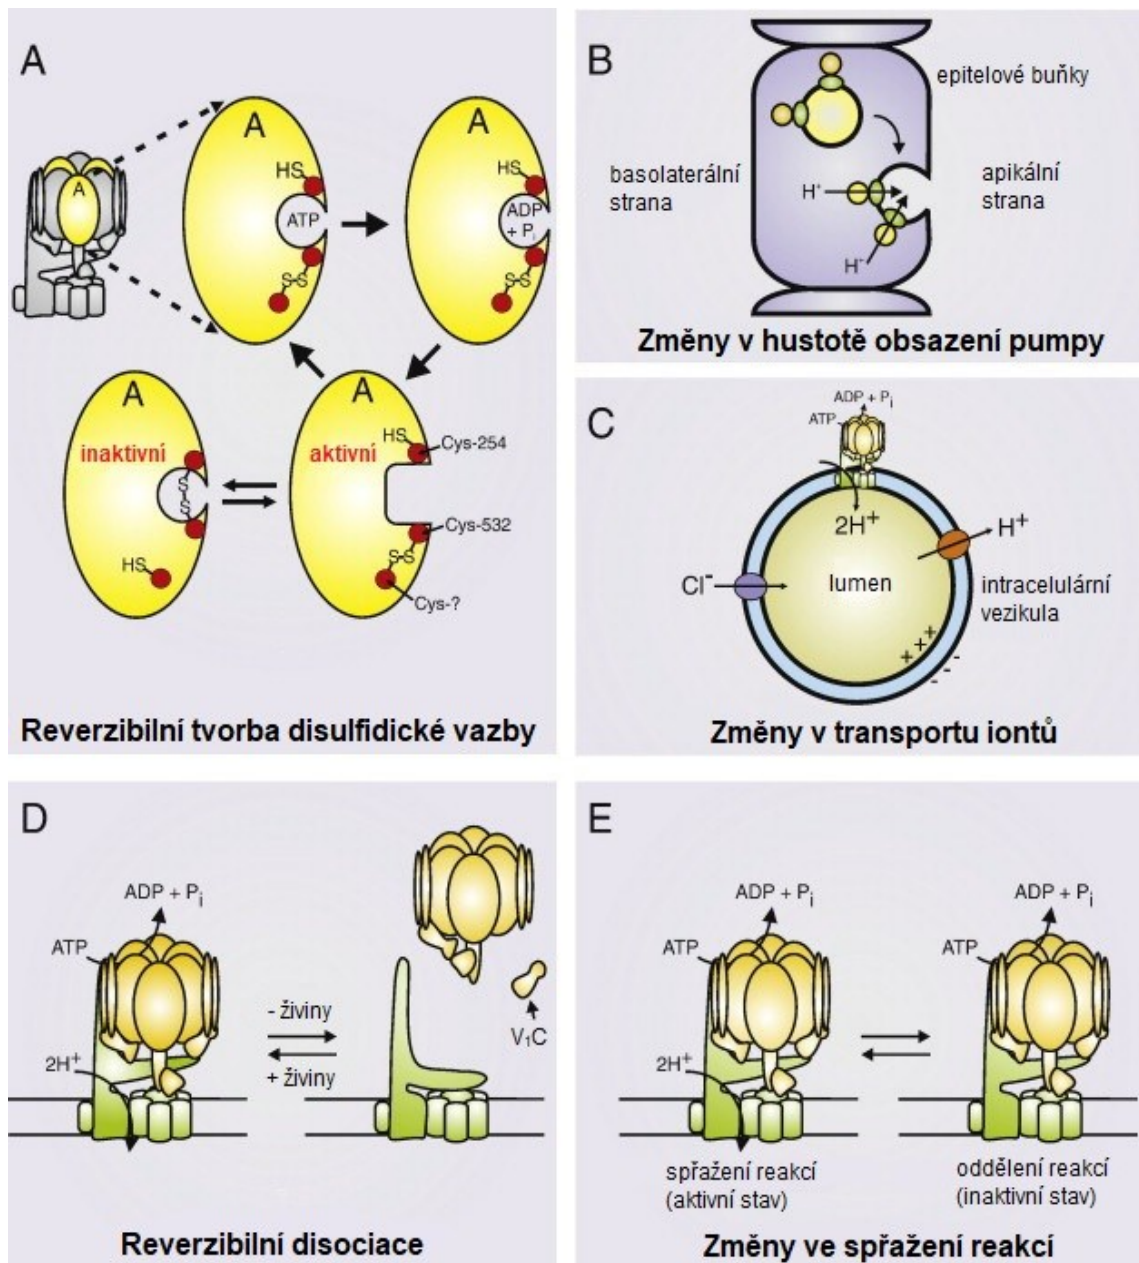 A
A
A
HS
ATP
S-S
A
HS
ADP
+ Pi
S-S
A
inaktivní
S
S
HS
A
aktivní
HS
Cys-254
Cys-532
S-S
Cys-?
Reverzibilní tvorba disulfidické vazby
B
epitelové buňky
basolaterální
strana
apikální
strana
H+
H+
Změny v hustotě obsazení pumpy
C
ADP + Pi
ATP
2H+
H+
Cl-
lumen
intracelulární
vezikula
+ + +
- - -
Změny v transportu iontů
D
ADP + Pi
ATP
2H+
- živiny
+ živiny
V1C
Reverzibilní disociace
E
ADP + Pi
ATP
2H+
ADP + Pi
ATP
spřažení reakcí
(aktivní stav)
oddělení reakcí
(inaktivní stav)
Změny ve spřažení reakcí